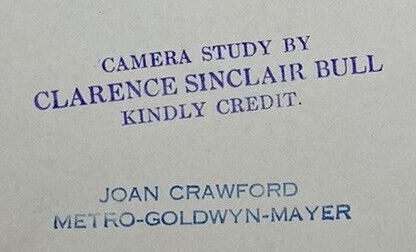 CAMERA STUDY BY
CLARENCE SINCLAIR BULL
KINDLY CREDIT.
JOAN CRAWFORD
METRO-GOLDWYN-MAYER